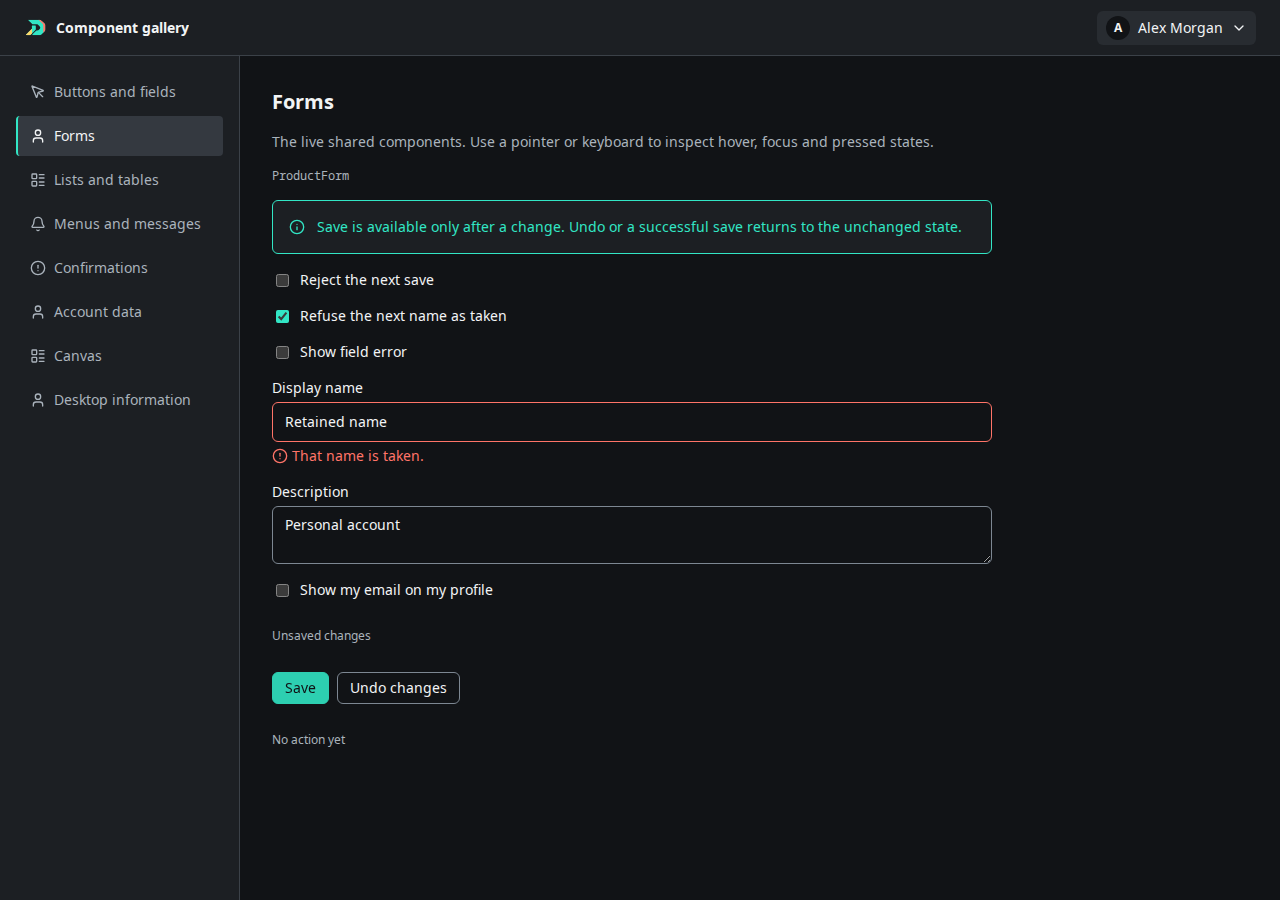 Component gallery
A Alex Morgan
Buttons and fields
Forms
Lists and tables
Menus and messages
Confirmations
Account data
Canvas
Desktop information
Forms
The live shared components. Use a pointer or keyboard to inspect hover, focus and pressed states.
ProductForm
Save is available only after a change. Undo or a successful save returns to the unchanged state.
Reject the next save
Refuse the next name as taken
Show field error
Display name
Retained name
That name is taken.
Description
Personal account
Show my email on my profile
Unsaved changes
Save Undo changes
No action yet